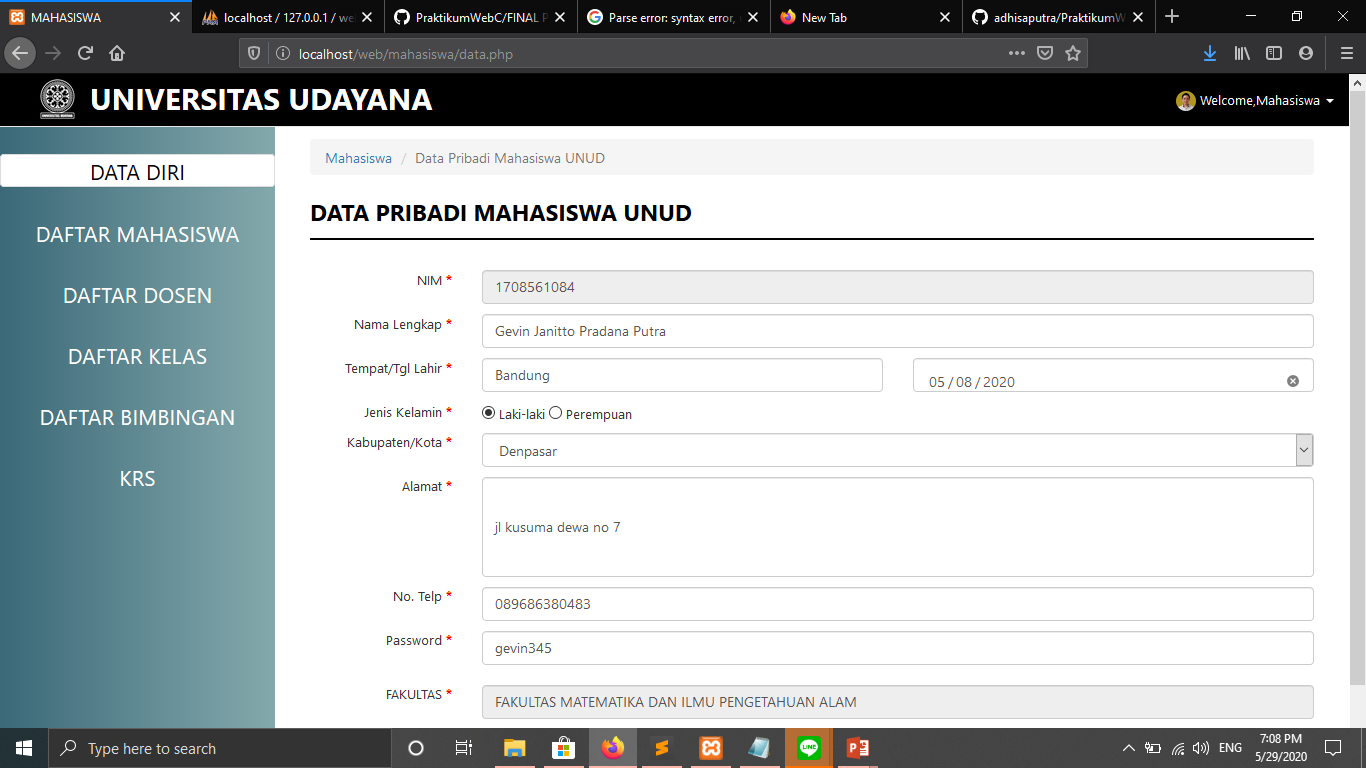 MAHASISWA
localhost / 127.0.0.1 / we
PraktikumWebC/FINAL P
Parse error: syntax error,
New Tab
adhisaputra/PraktikumW
localhost/web/mahasiswa/data.php
UNIVERSITAS UDAYANA
Welcome,Mahasiswa
DATA DIRI
DAFTAR MAHASISWA
DAFTAR DOSEN
DAFTAR KELAS
DAFTAR BIMBINGAN
KRS
Mahasiswa / Data Pribadi Mahasiswa UNUD
DATA PRIBADI MAHASISWA UNUD
NIM * 1708561084
Nama Lengkap * Gevin Janitto Pradana Putra
Tempat/Tgl Lahir * Bandung 05 / 08 / 2020
Jenis Kelamin * Laki-laki Perempuan
Kabupaten/Kota * Denpasar
Alamat * jl kusuma dewa no 7
No. Telp * 089686380483
Password * gevin345
FAKULTAS * FAKULTAS MATEMATIKA DAN ILMU PENGETAHUAN ALAM
Type here to search
LINE
ENG
7:08 PM
5/29/2020